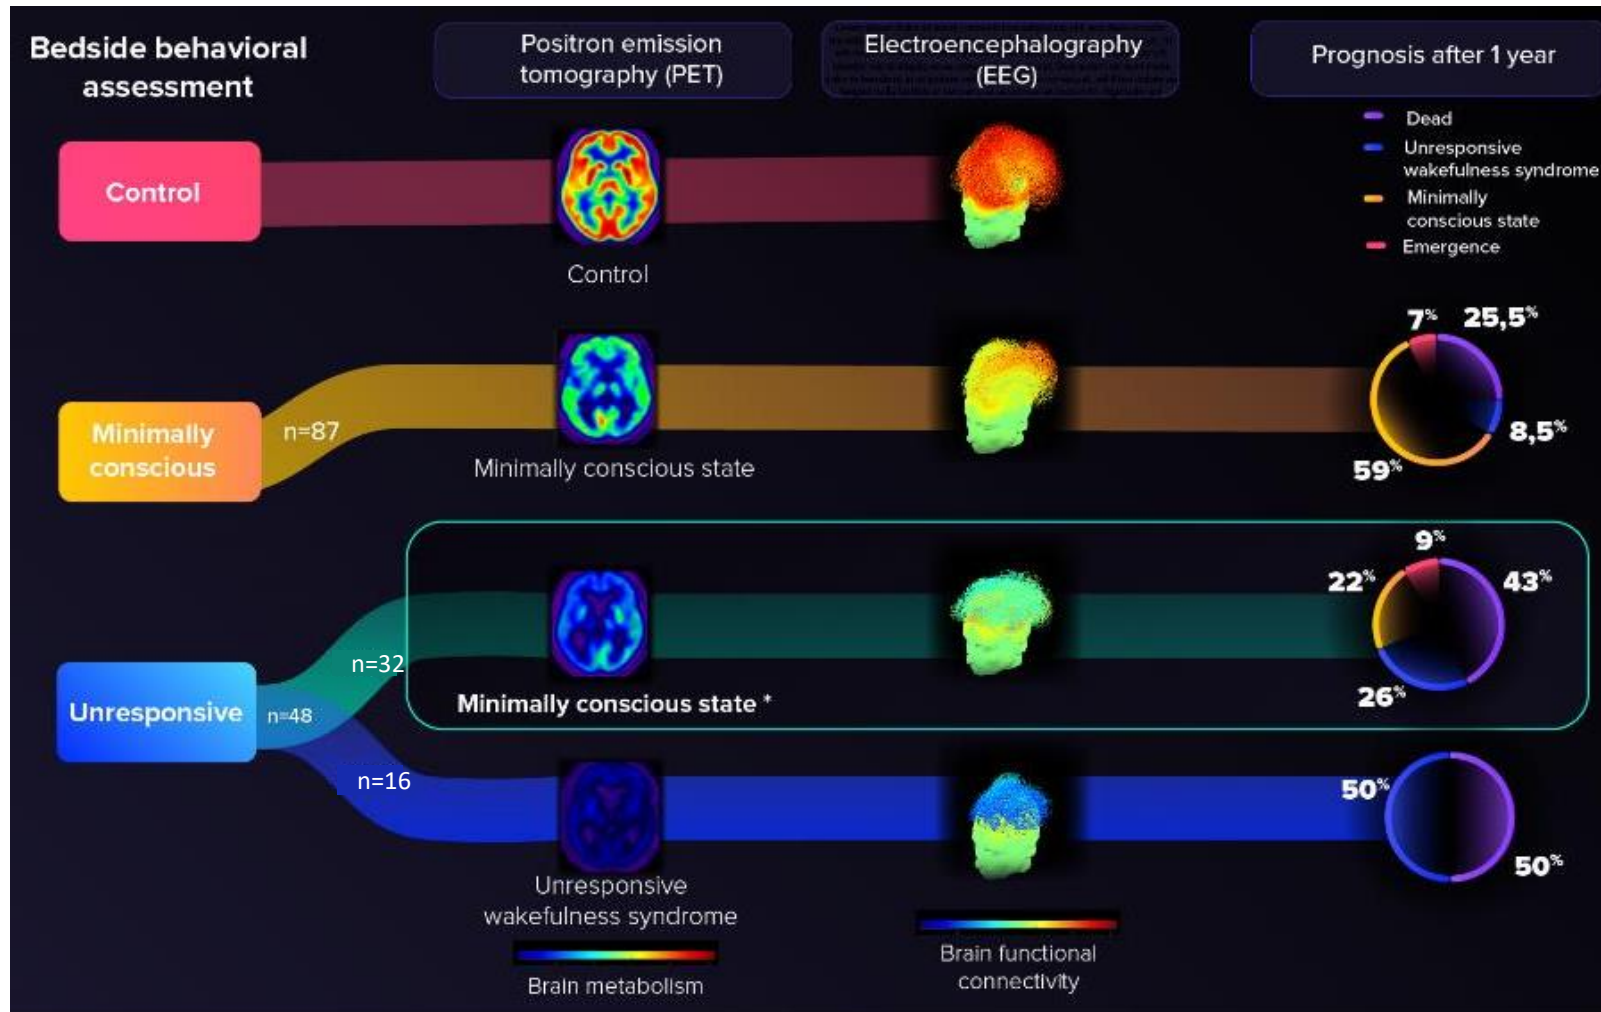 Bedside behavioral
assessment
Positron emission
tomography (PET)
Electroencephalography
(EEG)
Prognosis after 1 year
Dead
Unresponsive
wakefulness syndrome
Minimally
conscious state
Emergence
Control
Control
7%
25,5%
8,5%
59%
Minimally
conscious
n=87
Minimally conscious state
9%
22%
43%
26%
n=32
Minimally conscious state *
Unresponsive
n=48
n=16
50%
50%
Unresponsive
wakefulness syndrome
Brain metabolism
Brain functional
connectivity